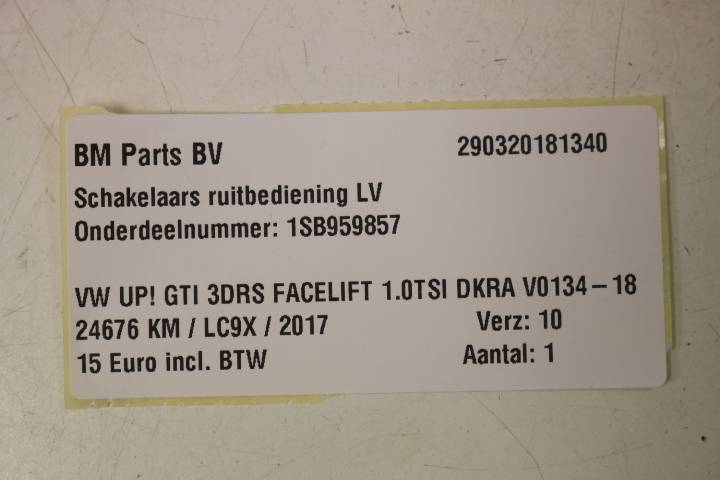 BM Parts BV 290320181340
Schakelaars ruitbediening LV
Onderdeelnummer: 1SB959857
VW UP! GTI 3DRS FACELIFT 1.0TSI DKRA V0134-18
24676 KM / LC9X / 2017 Verz: 10
15 Euro incl. BTW Aantal: 1